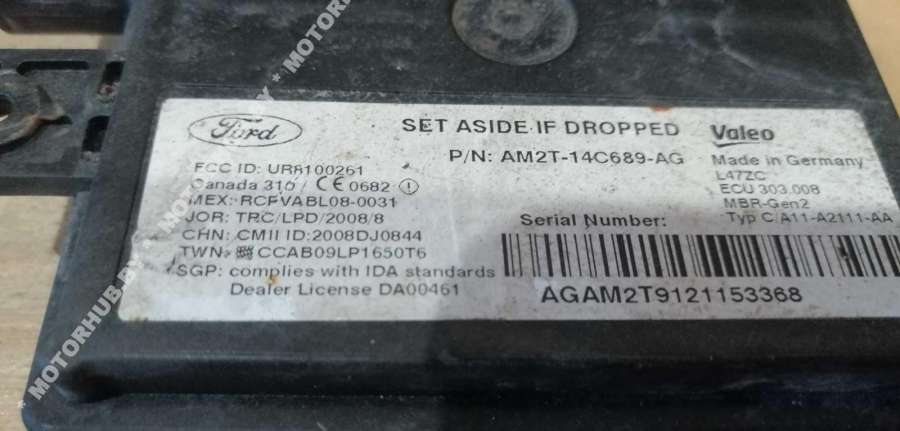 Ford
SET ASIDE IF DROPPED
Valeo
P/N: AM2T-14C689-AG
Made in Germany
L47ZC
ECU 303.008
MBR-Gen2
Typ C/A11-A2111-AA
FCC ID: UR8100261
Canada 310 / CE 0682
MEX: RCPVABL08-0031
JOR: TRC/LPD/2008/8
CHN: CMII ID:2008DJ0844
TWN: CCAB09LP1650T6
SGP: complies with IDA standards
Dealer License DA00461
Serial Number:
AGAM2T9121153368
* MOTORHUB.BY * MOTORHUB.BY *